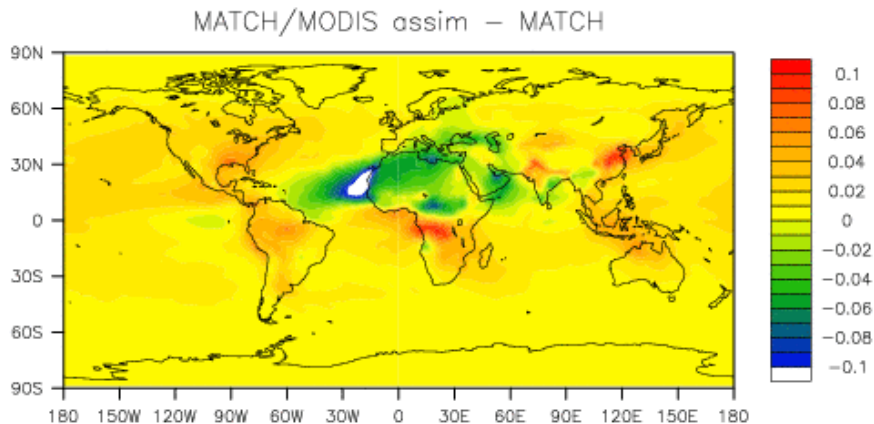 MATCH/MODIS assim – MATCH
90N
60N
30N
0
30S
60S
90S
180 150W 120W 90W 60W 30W 0 30E 60E 90E 120E 150E 180
0.1
0.08
0.06
0.04
0.02
0
−0.02
−0.04
−0.06
−0.08
−0.1